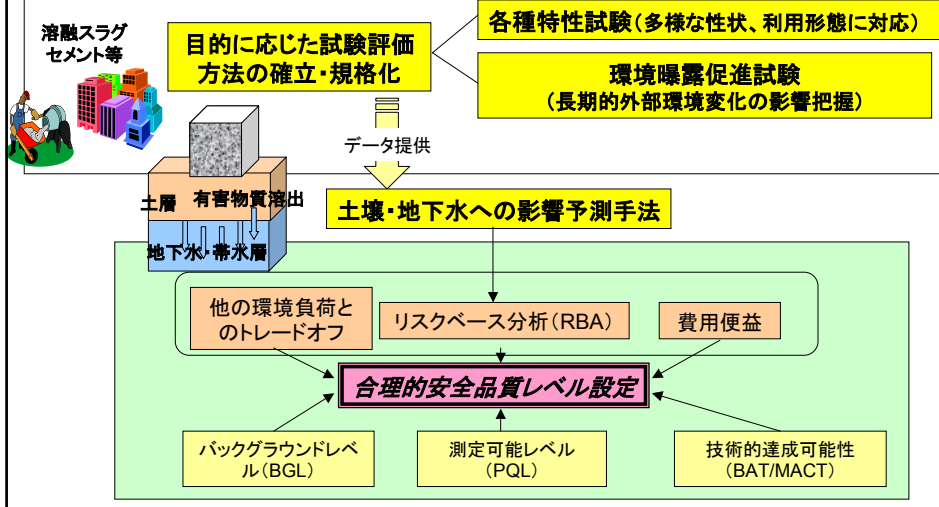 溶融スラグ
セメント等
目的に応じた試験評価
方法の確立・規格化
各種特性試験(多様な性状、利用形態に対応)
環境曝露促進試験
(長期的外部環境変化の影響把握)
データ提供
土層 有害物質溶出
地下水・帯水層
土壌・地下水への影響予測手法
他の環境負荷と
のトレードオフ
リスクベース分析(RBA)
費用便益
合理的安全品質レベル設定
バックグラウンドレベ
ル(BGL)
測定可能レベル
(PQL)
技術的達成可能性
(BAT/MACT)